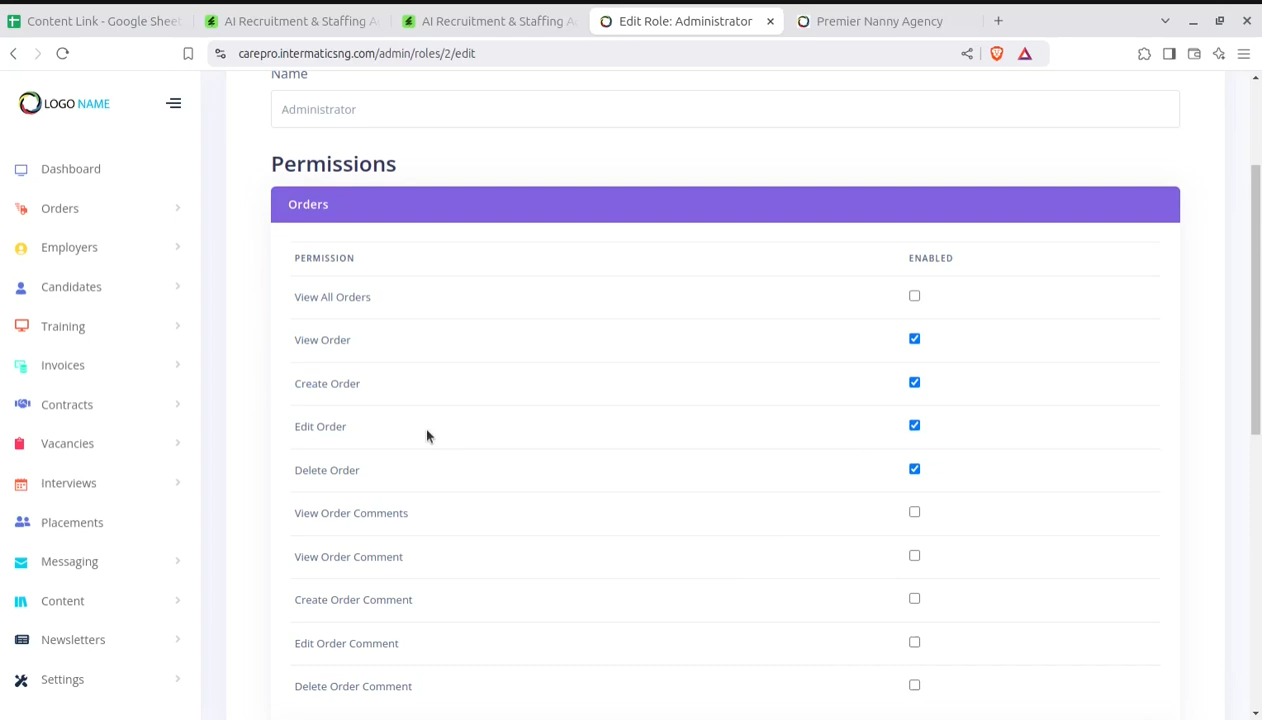 Content Link - Google Sheet
AI Recruitment & Staffing A
AI Recruitment & Staffing A
Edit Role: Administrator
Premier Nanny Agency
carepro.intermaticsng.com/admin/roles/2/edit
LOGO NAME
Dashboard
Orders
Employers
Candidates
Training
Invoices
Contracts
Vacancies
Interviews
Placements
Messaging
Content
Newsletters
Settings
Name
Administrator
Permissions
Orders
PERMISSION ENABLED
View All Orders
View Order
Create Order
Edit Order
Delete Order
View Order Comments
View Order Comment
Create Order Comment
Edit Order Comment
Delete Order Comment